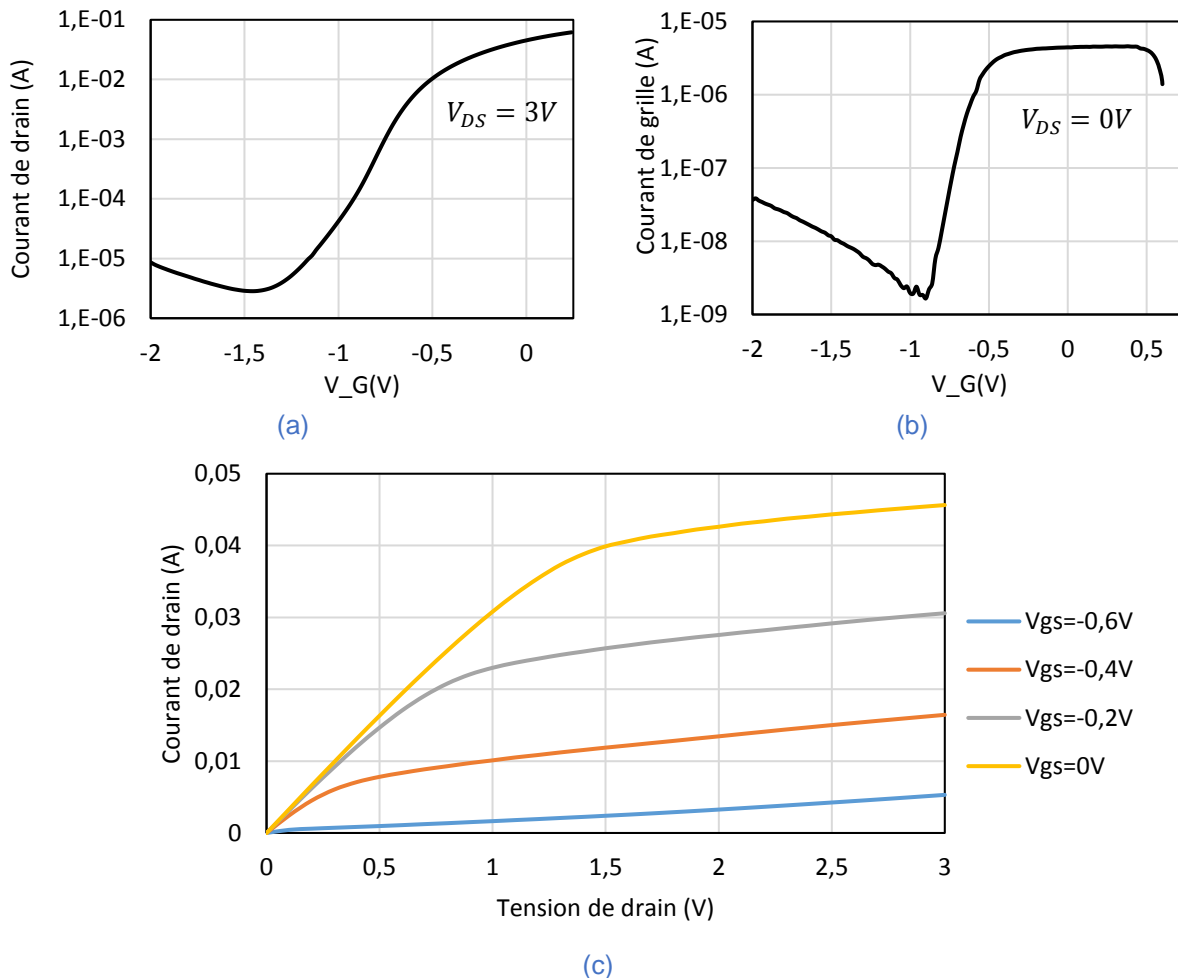 1,E-01
1,E-02
1,E-03
1,E-04
1,E-05
1,E-06
Courant de drain (A)
V_DS = 3V
-2 -1,5 -1 -0,5 0
V_G(V)
(a)
1,E-05
1,E-06
1,E-07
1,E-08
1,E-09
Courant de grille (A)
V_DS = 0V
-2 -1,5 -1 -0,5 0 0,5
V_G(V)
(b)
0,05
0,04
0,03
0,02
0,01
0
Courant de drain (A)
0 0,5 1 1,5 2 2,5 3
Tension de drain (V)
Vgs=-0,6V
Vgs=-0,4V
Vgs=-0,2V
Vgs=0V
(c)